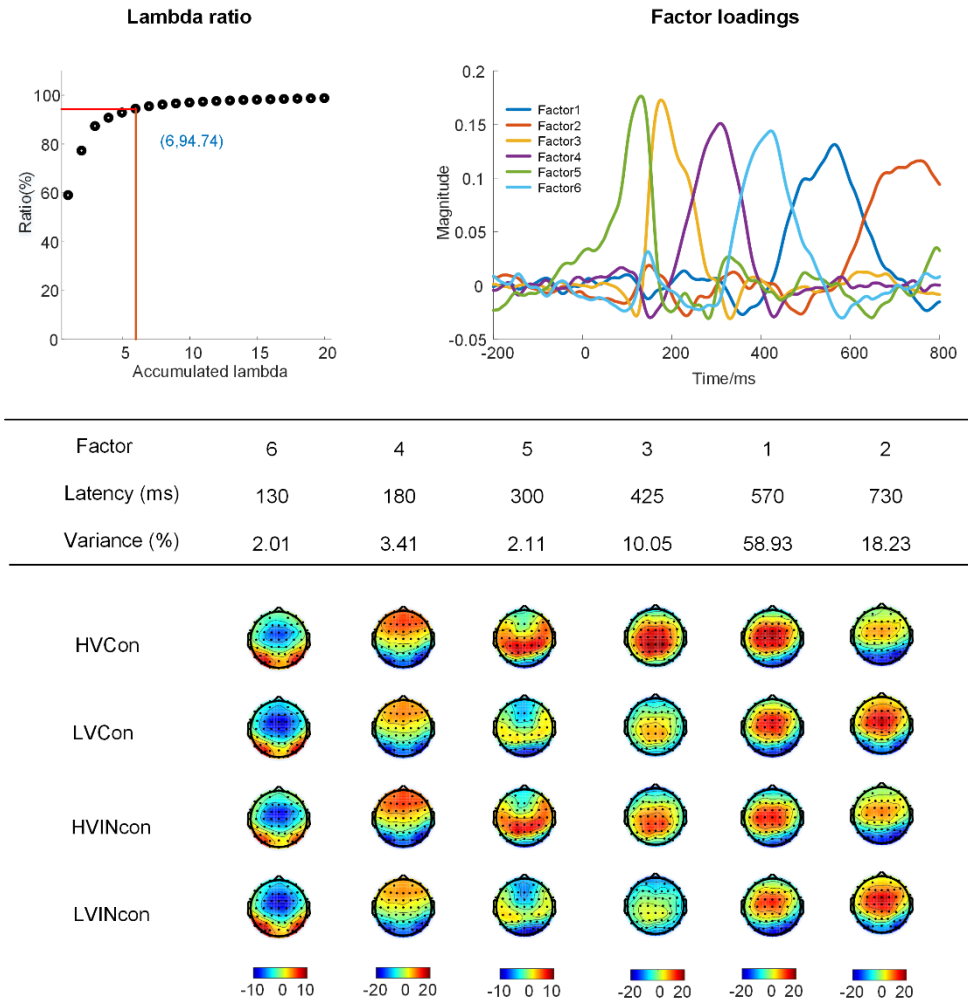 Lambda ratio
Factor loadings
100
80
60
40
20
0
Ratio(%)
(6,94.74)
5 10 15 20
Accumulated lambda
0.2
0.15
0.1
0.05
0
-0.05
Magnitude
Factor1
Factor2
Factor3
Factor4
Factor5
Factor6
-200 0 200 400 600 800
Time/ms
Factor 6 4 5 3 1 2
Latency (ms) 130 180 300 425 570 730
Variance (%) 2.01 3.41 2.11 10.05 58.93 18.23
HVCon
LVCon
HVINcon
LVINcon
-10 0 10 -20 0 20 -10 0 10 -20 0 20 -20 0 20 -20 0 20